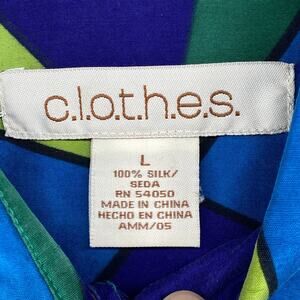 c.l.o.t.h.e.s.
L
100% SILK/
SEDA
RN 54050
MADE IN CHINA
HECHO EN CHINA
AMM/05